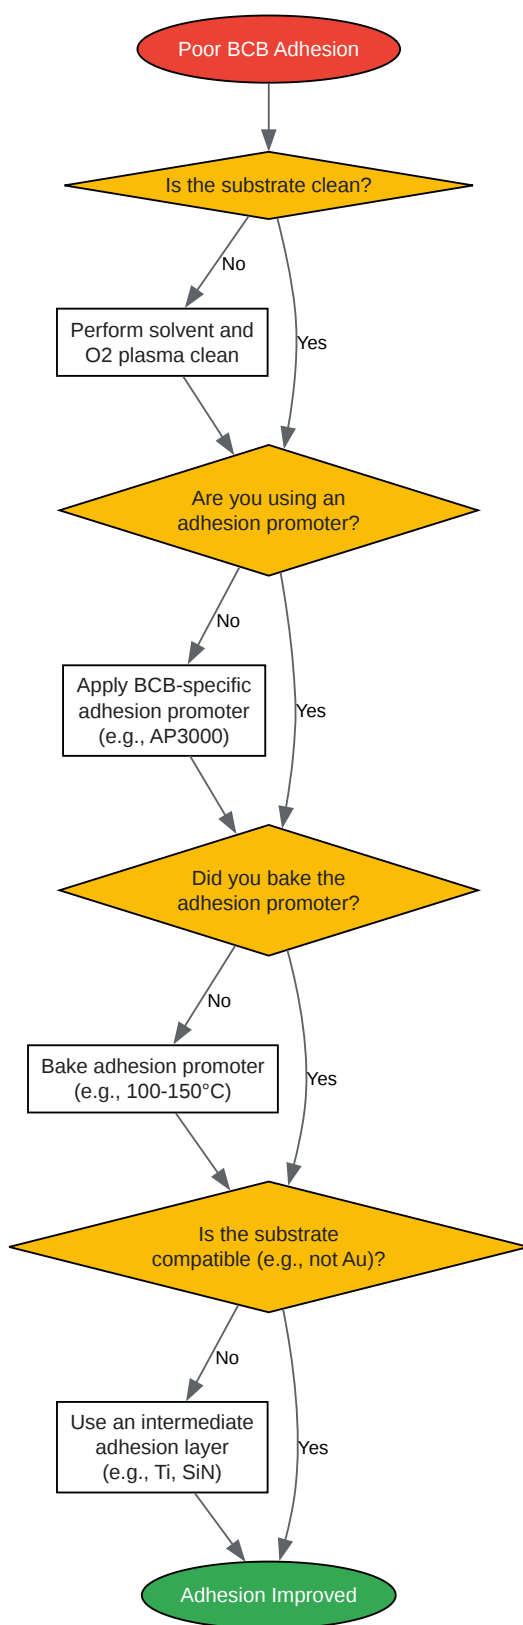 Poor BCB Adhesion
Is the substrate clean?
No
Perform solvent and
O2 plasma clean
Yes
Are you using an
adhesion promoter?
No
Apply BCB-specific
adhesion promoter
(e.g., AP3000)
Yes
Did you bake the
adhesion promoter?
No
Bake adhesion promoter
(e.g., 100-150°C)
Yes
Is the substrate
compatible (e.g., not Au)?
No
Use an intermediate
adhesion layer
(e.g., Ti, SiN)
Yes
Adhesion Improved